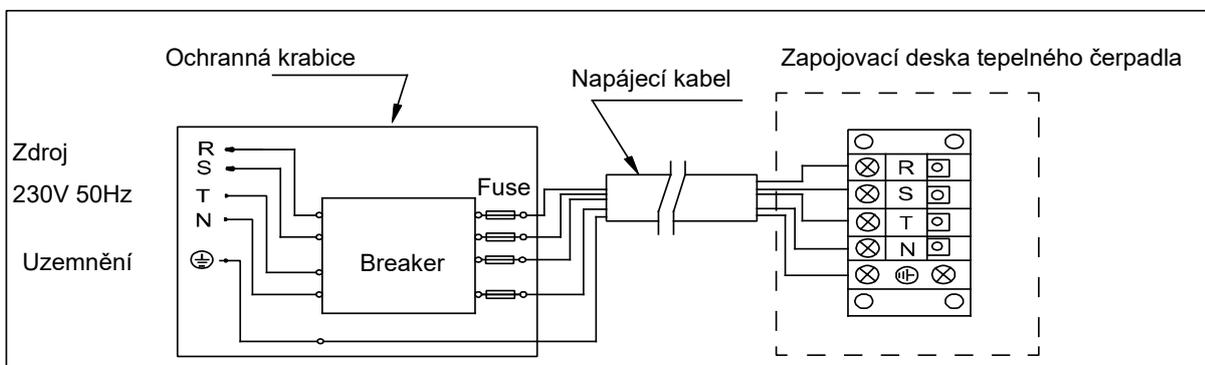 Ochranná krabice
Napájecí kabel
Zapojovací deska tepelného čerpadla
Zdroj
230V 50Hz
Uzemnění
R
S
T
N
Fuse
Breaker
R
S
T
N